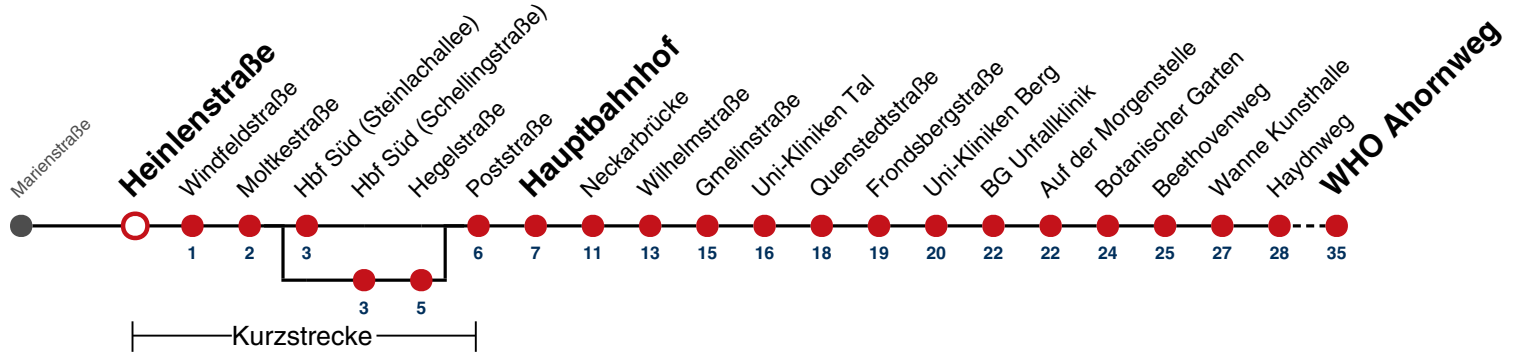 Marienstraße
Heinlenstraße
Windfeldstraße
Moltkestraße
Hbf Süd (Steinlachallee)
Hbf Süd (Schellingstraße)
Hegelstraße
Poststraße
Hauptbahnhof
Neckarbrücke
Wilhelmstraße
Gmelinstraße
Uni-Kliniken Tal
Quenstedtstraße
Frondsbergstraße
Uni-Kliniken Berg
BG Unfallklinik
Auf der Morgenstelle
Botanischer Garten
Beethovenweg
Wanne Kunsthalle
Haydnweg
WHO Ahornweg
1 2 3 6 7 11 13 15 16 18 19 20 22 22 24 25 27 28 35
3 5
Kurzstrecke